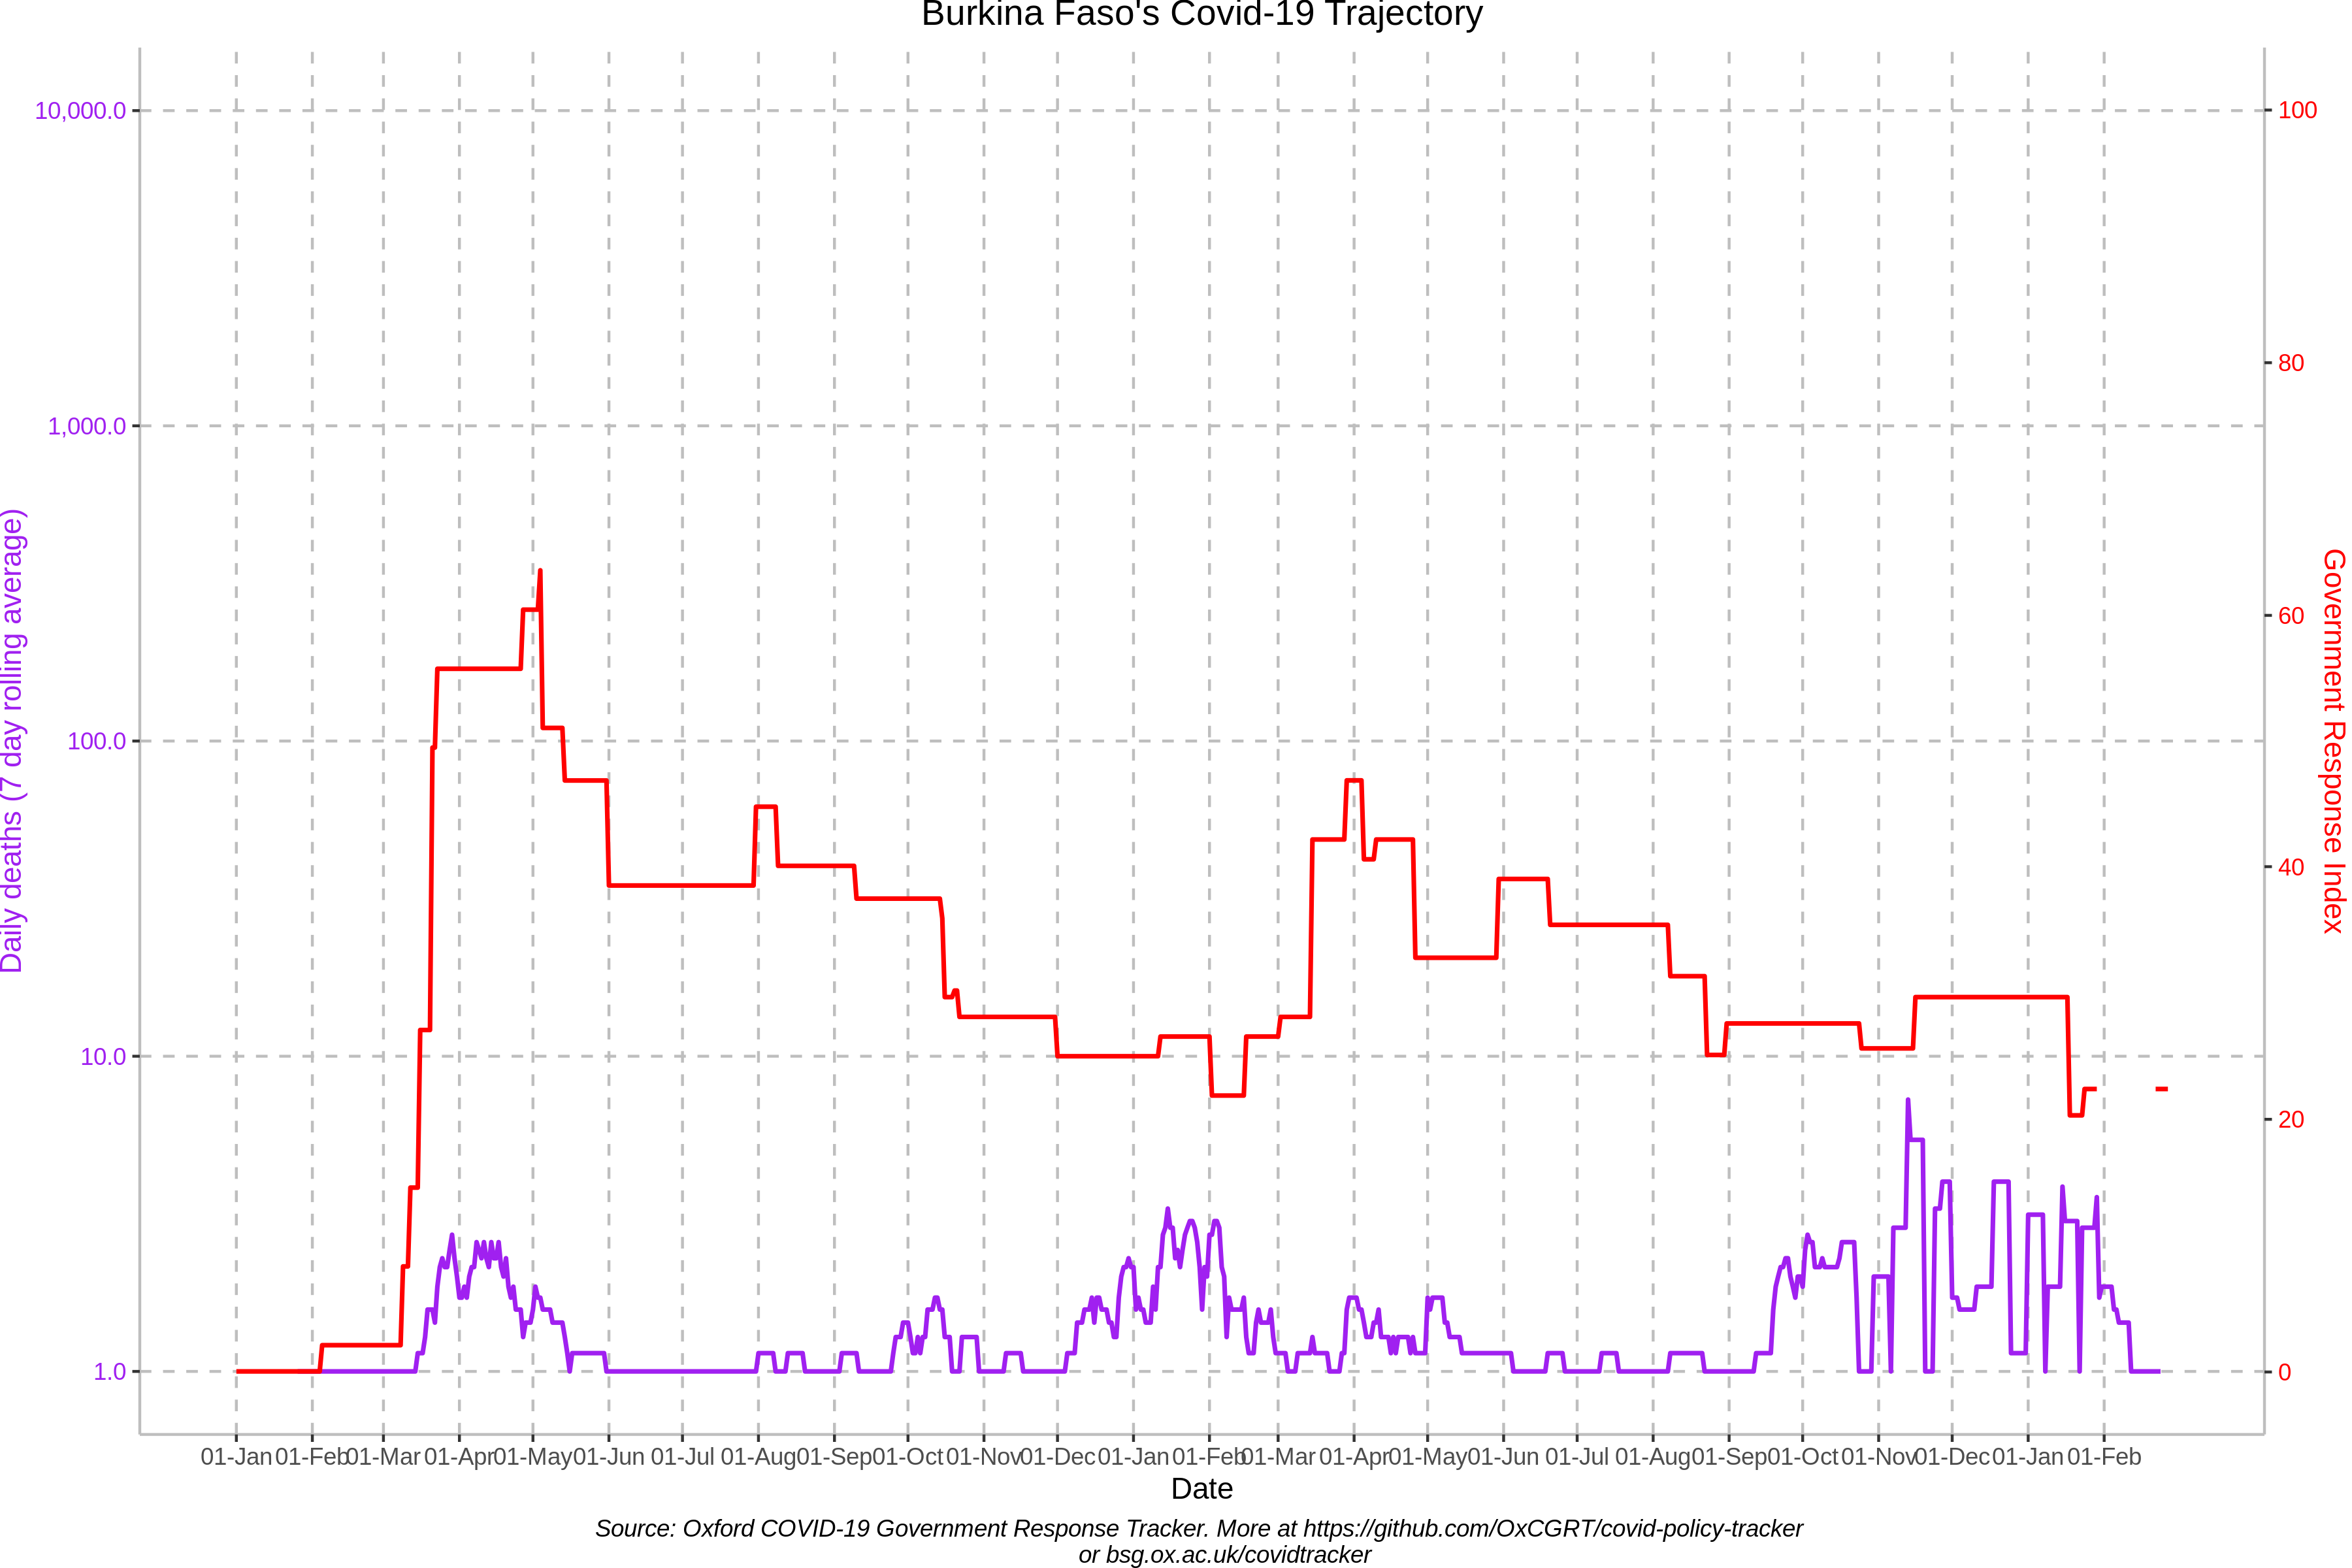 Burkina Faso's Covid-19 Trajectory
10,000.0
1,000.0
100.0
10.0
1.0
Daily deaths (7 day rolling average)
100
80
60
40
20
0
Government Response Index
01-Jan 01-Feb 01-Mar 01-Apr 01-May 01-Jun 01-Jul 01-Aug 01-Sep 01-Oct 01-Nov 01-Dec 01-Jan 01-Feb 01-Mar 01-Apr 01-May 01-Jun 01-Jul 01-Aug 01-Sep 01-Oct 01-Nov 01-Dec 01-Jan 01-Feb
Date
Source: Oxford COVID-19 Government Response Tracker. More at https://github.com/OxCGRT/covid-policy-tracker
or bsg.ox.ac.uk/covidtracker